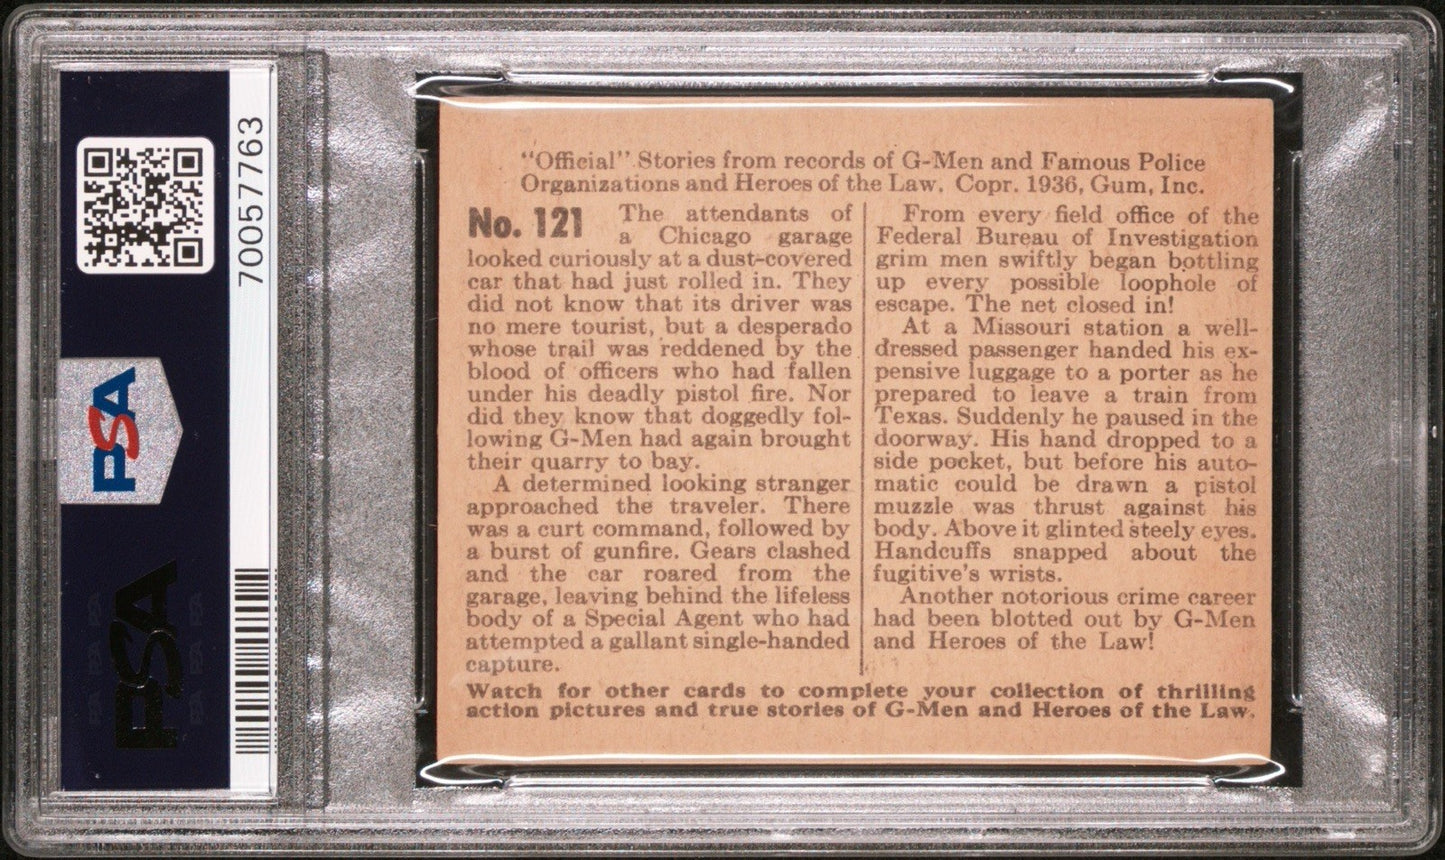 70057763
PSA
PSA
"Official" Stories from records of G-Men and Famous Police
Organizations and Heroes of the Law. Copr. 1936, Gum, Inc.
No. 121 The attendants of
a Chicago garage
looked curiously at a dust-covered
car that had just rolled in. They
did not know that its driver was
no mere tourist, but a desperado
whose trail was reddened by the
blood of officers who had fallen
under his deadly pistol fire. Nor
did they know that doggedly fol-
lowing G-Men had again brought
their quarry to bay.
A determined looking stranger
approached the traveler. There
was a curt command, followed by
a burst of gunfire. Gears clashed
and the car roared from the
garage, leaving behind the lifeless
body of a Special Agent who had
attempted a gallant single-handed
capture.
From every field office of the
Federal Bureau of Investigation
grim men swiftly began bottling
up every possible loophole of
escape. The net closed in!
At a Missouri station a well-
dressed passenger handed his ex-
pensive luggage to a porter as he
prepared to leave a train from
Texas. Suddenly he paused in the
doorway. His hand dropped to a
side pocket, but before his auto-
matic could be drawn a pistol
muzzle was thrust against his
body. Above it glinted steely eyes.
Handcuffs snapped about the
fugitive's wrists.
Another notorious crime career
had been blotted out by G-Men
and Heroes of the Law!
Watch for other cards to complete your collection of thrilling
action pictures and true stories of G-Men and Heroes of the Law.